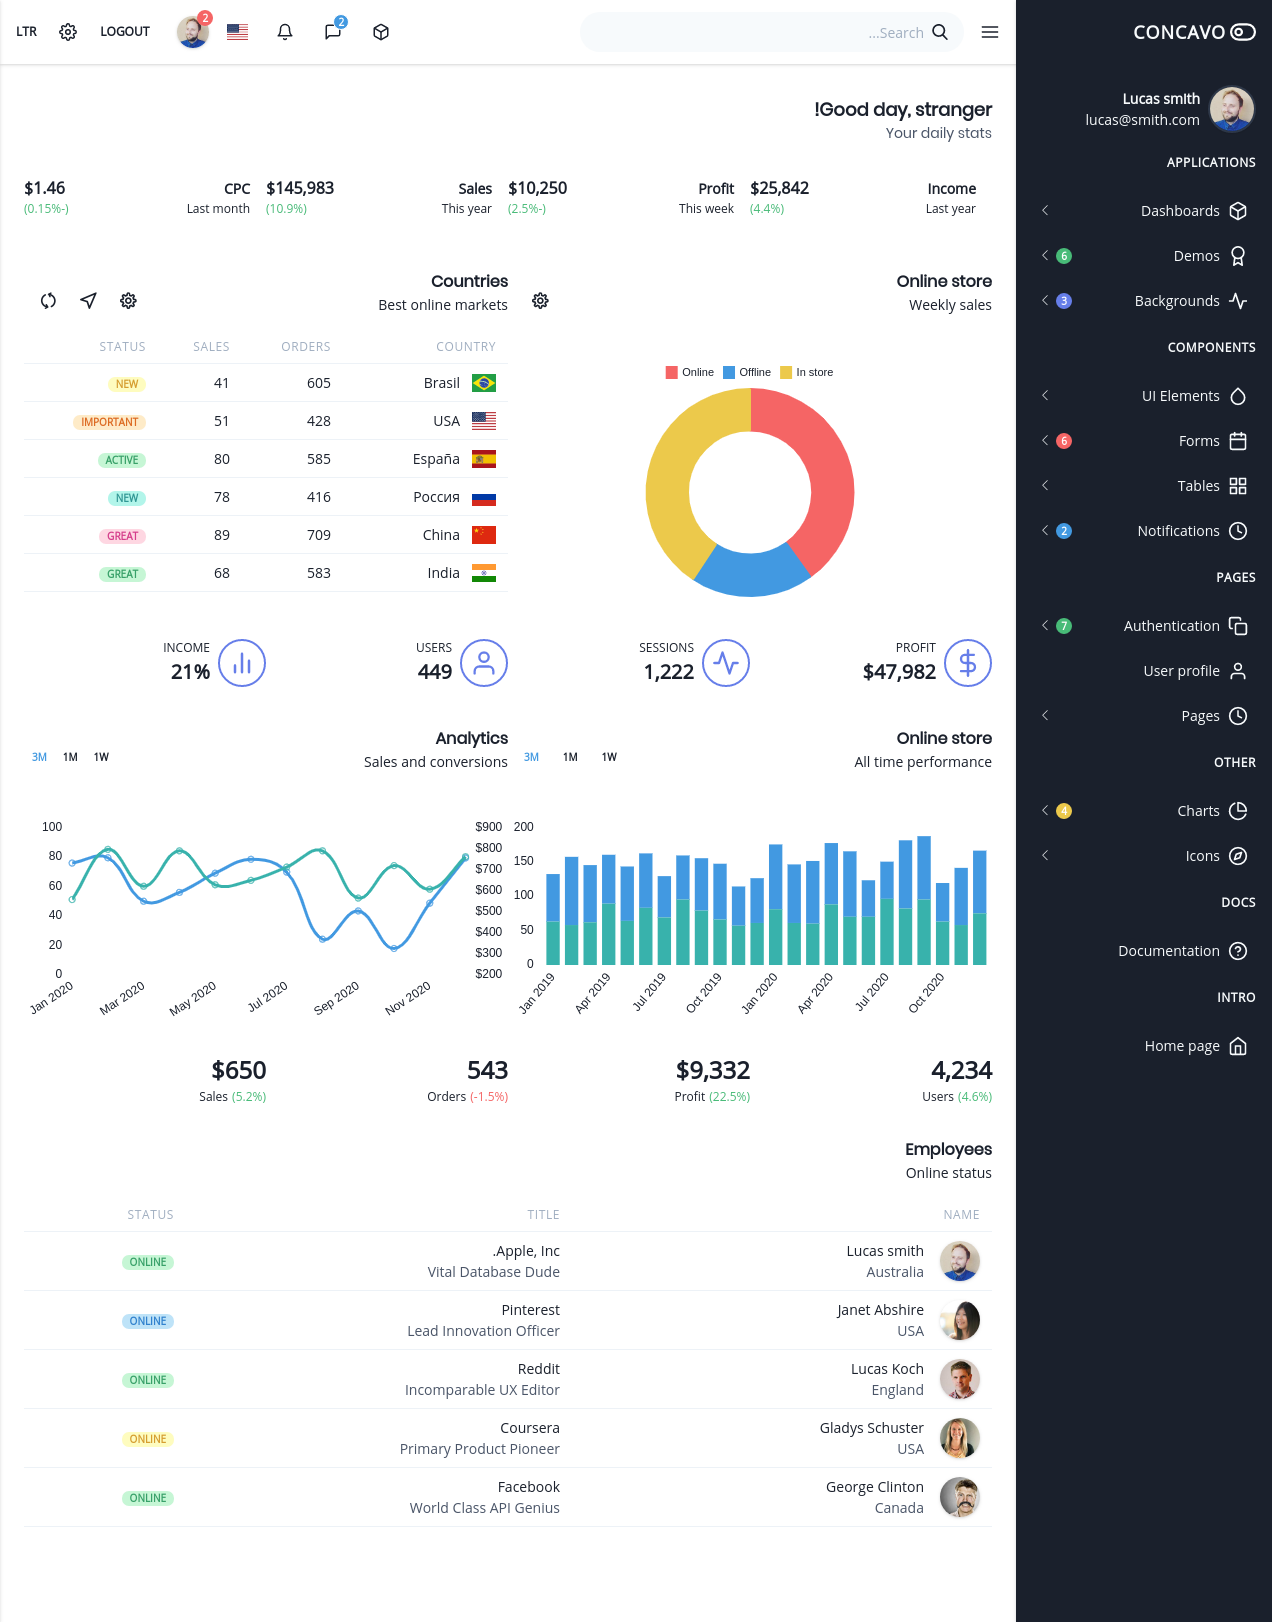 LTR
LOGOUT
2
2
...Search
CONCAVO
Lucas smith
lucas@smith.com
APPLICATIONS
Dashboards
Demos 6
Backgrounds 3
COMPONENTS
UI Elements
Forms 6
Tables
Notifications 2
PAGES
Authentication 7
User profile
Pages
OTHER
Charts 4
Icons
DOCS
Documentation
INTRO
Home page
!Good day, stranger
Your daily stats
Income
Last year
$25,842
(4.4%)
Profit
This week
$10,250
(2.5%-)
Sales
This year
$145,983
(10.9%)
CPC
Last month
$1.46
(0.15%-)
Online store
Weekly sales
Online Offline In store
Countries
Best online markets
STATUS SALES ORDERS COUNTRY
NEW 41 605 Brasil
IMPORTANT 51 428 USA
ACTIVE 80 585 España
NEW 78 416 Россия
GREAT 89 709 China
GREAT 68 583 India
PROFIT
$47,982
SESSIONS
1,222
USERS
449
INCOME
21%
Online store
All time performance
3M 1M 1W
200
150
100
50
0
Jan 2019 Apr 2019 Jul 2019 Oct 2019 Jan 2020 Apr 2020 Jul 2020 Oct 2020
Analytics
Sales and conversions
3M 1M 1W
100
80
60
40
20
0
$900
$800
$700
$600
$500
$400
$300
$200
Jan 2020 Mar 2020 May 2020 Jul 2020 Sep 2020 Nov 2020
4,234
Users (4.6%)
$9,332
Profit (22.5%)
543
Orders (-1.5%)
$650
Sales (5.2%)
Employees
Online status
STATUS TITLE NAME
ONLINE
.Apple, Inc
Vital Database Dude
Lucas smith
Australia
ONLINE
Pinterest
Lead Innovation Officer
Janet Abshire
USA
ONLINE
Reddit
Incomparable UX Editor
Lucas Koch
England
ONLINE
Coursera
Primary Product Pioneer
Gladys Schuster
USA
ONLINE
Facebook
World Class API Genius
George Clinton
Canada